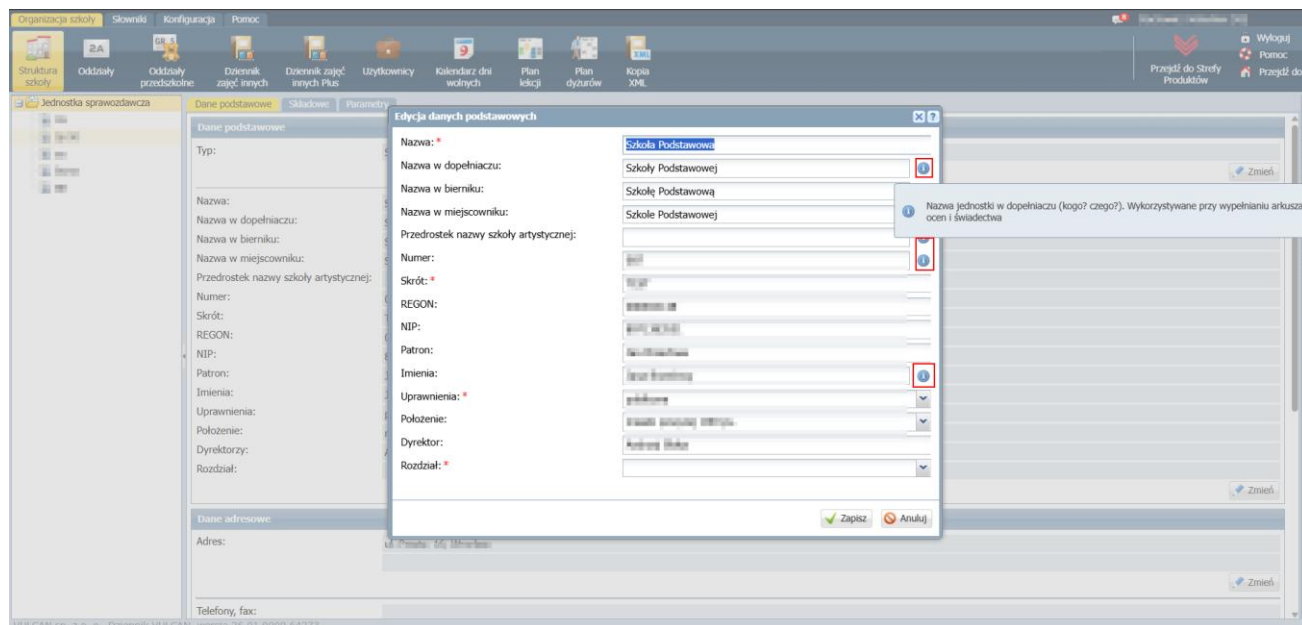 Organizacja szkoły Słowniki Konfiguracja Pomoc
Wyloguj
Pomoc
Przejdź do
Struktura szkoły
2A
Oddziały
Oddziały przedszkolne
Dziennik zajęć innych
Dziennik zajęć innych Plus
Użytkownicy
9
Kalendarz dni wolnych
Plan lekcji
Plan dyżurów
XML
Kopia XML
Przejdź do Strefy Produktów
Jednostka sprawozdawcza
Dane podstawowe Składowe Parametry
Dane podstawowe
Typ:
Zmień
Nazwa:
Nazwa w dopełniaczu:
Nazwa w bierniku:
Nazwa w miejscowniku:
Przedrostek nazwy szkoły artystycznej:
Numer:
Skrót:
REGON:
NIP:
Patron:
Imienia:
Uprawnienia:
Położenie:
Dyrektorzy:
Rozdział:
Zmień
Dane adresowe
Adres:
Zmień
Telefony, fax:
Edycja danych podstawowych
Nazwa: * Szkoła Podstawowa
Nazwa w dopełniaczu: Szkoły Podstawowej
Nazwa w bierniku: Szkołę Podstawową
Nazwa w miejscowniku: Szkole Podstawowej
Przedrostek nazwy szkoły artystycznej:
Numer:
Skrót: *
REGON:
NIP:
Patron:
Imienia:
Uprawnienia: *
Położenie:
Dyrektor:
Rozdział: *
Zapisz Anuluj
Nazwa jednostki w dopełniaczu (kogo? czego?). Wykorzystywane przy wypełnianiu arkusza
ocen i świadectwa